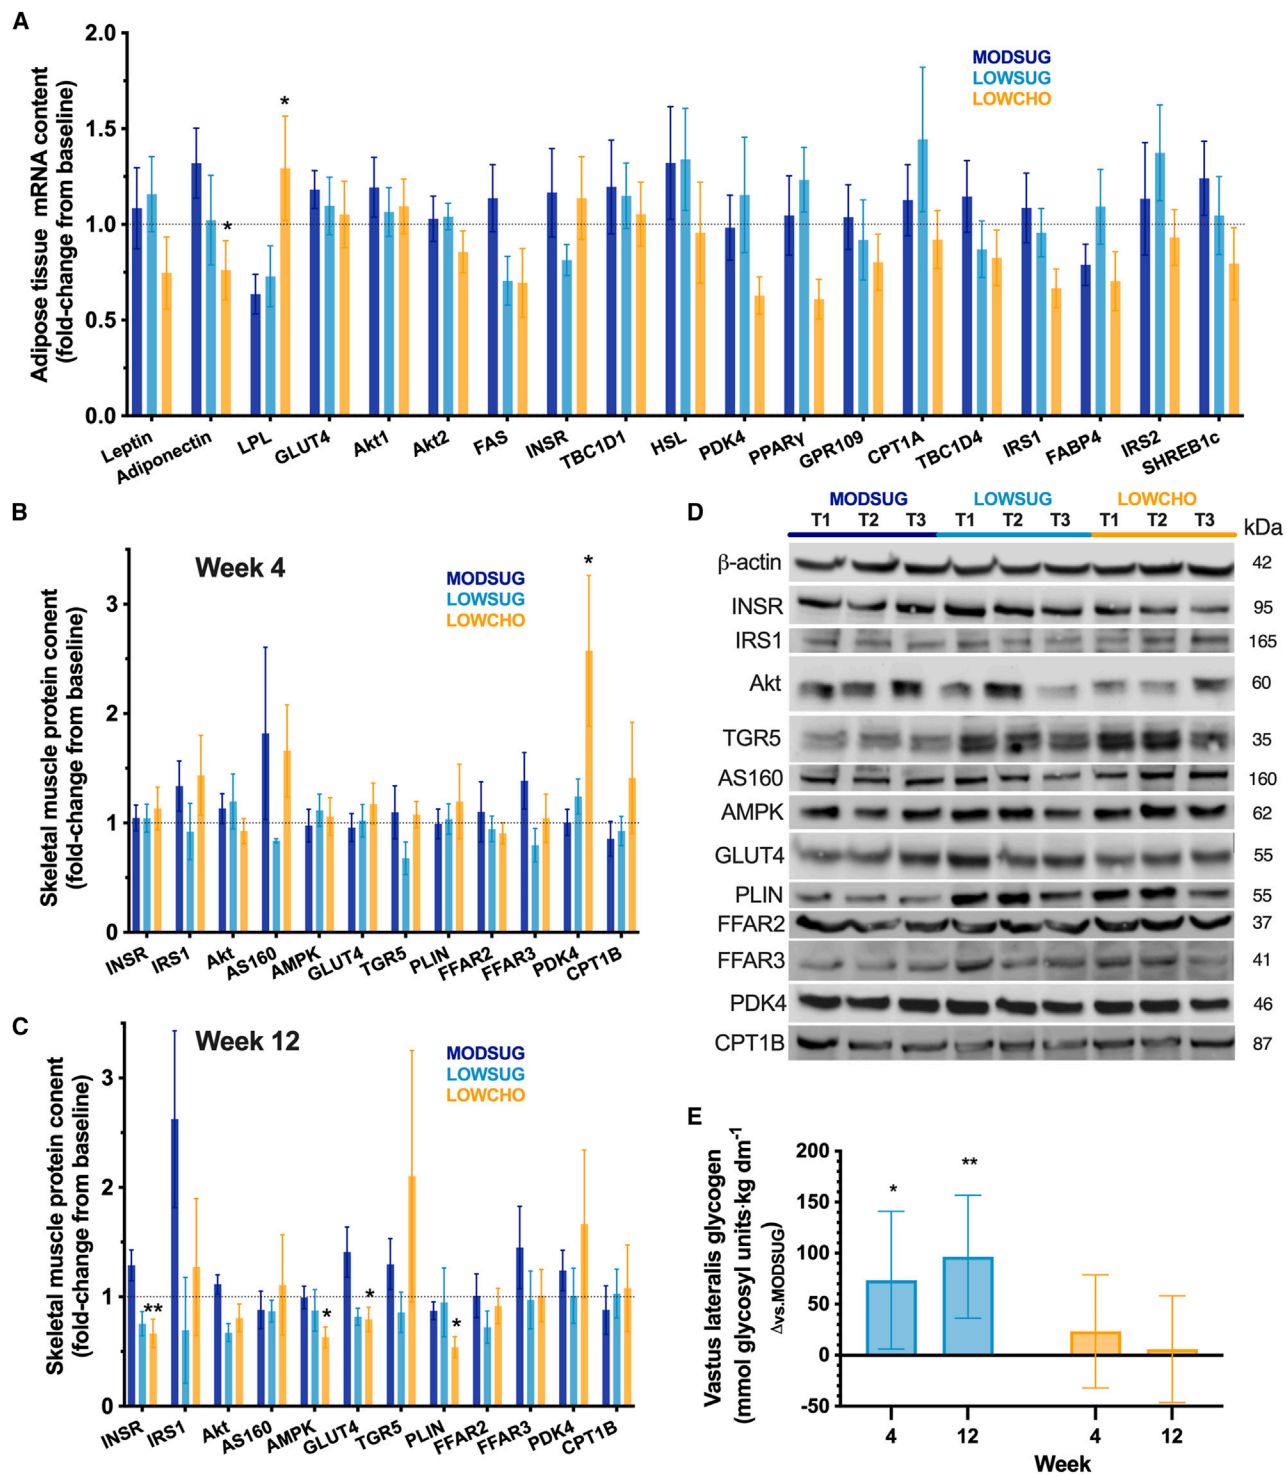 A
Adipose tissue mRNA content
(fold-change from baseline)
2.0
1.5
1.0
0.5
0.0
MODSUG
LOWSUG
LOWCHO
*
*
Leptin
Adiponectin
LPL
GLUT4
Akt1
Akt2
FAS
INSR
TBC1D1
HSL
PDK4
PPARγ
GPR109
CPT1A
TBC1D4
IRS1
FABP4
IRS2
SHREB1c
B
Week 4
Skeletal muscle protein conent
(fold-change from baseline)
3
2
1
0
MODSUG
LOWSUG
LOWCHO
*
INSR
IRS1
Akt
AS160
AMPK
GLUT4
TGR5
PLIN
FFAR2
FFAR3
PDK4
CPT1B
C
Week 12
Skeletal muscle protein conent
(fold-change from baseline)
3
2
1
0
MODSUG
LOWSUG
LOWCHO
**
*
*
*
INSR
IRS1
Akt
AS160
AMPK
GLUT4
TGR5
PLIN
FFAR2
FFAR3
PDK4
CPT1B
D
MODSUG LOWSUG LOWCHO
T1 T2 T3 T1 T2 T3 T1 T2 T3 kDa
β-actin 42
INSR 95
IRS1 165
Akt 60
TGR5 35
AS160 160
AMPK 62
GLUT4 55
PLIN 55
FFAR2 37
FFAR3 41
PDK4 46
CPT1B 87
E
Vastus lateralis glycogen
(mmol glycosyl units·kg dm⁻¹
Δvs.MODSUG)
200
150
100
50
0
-50
*
**
4 12 4 12
Week